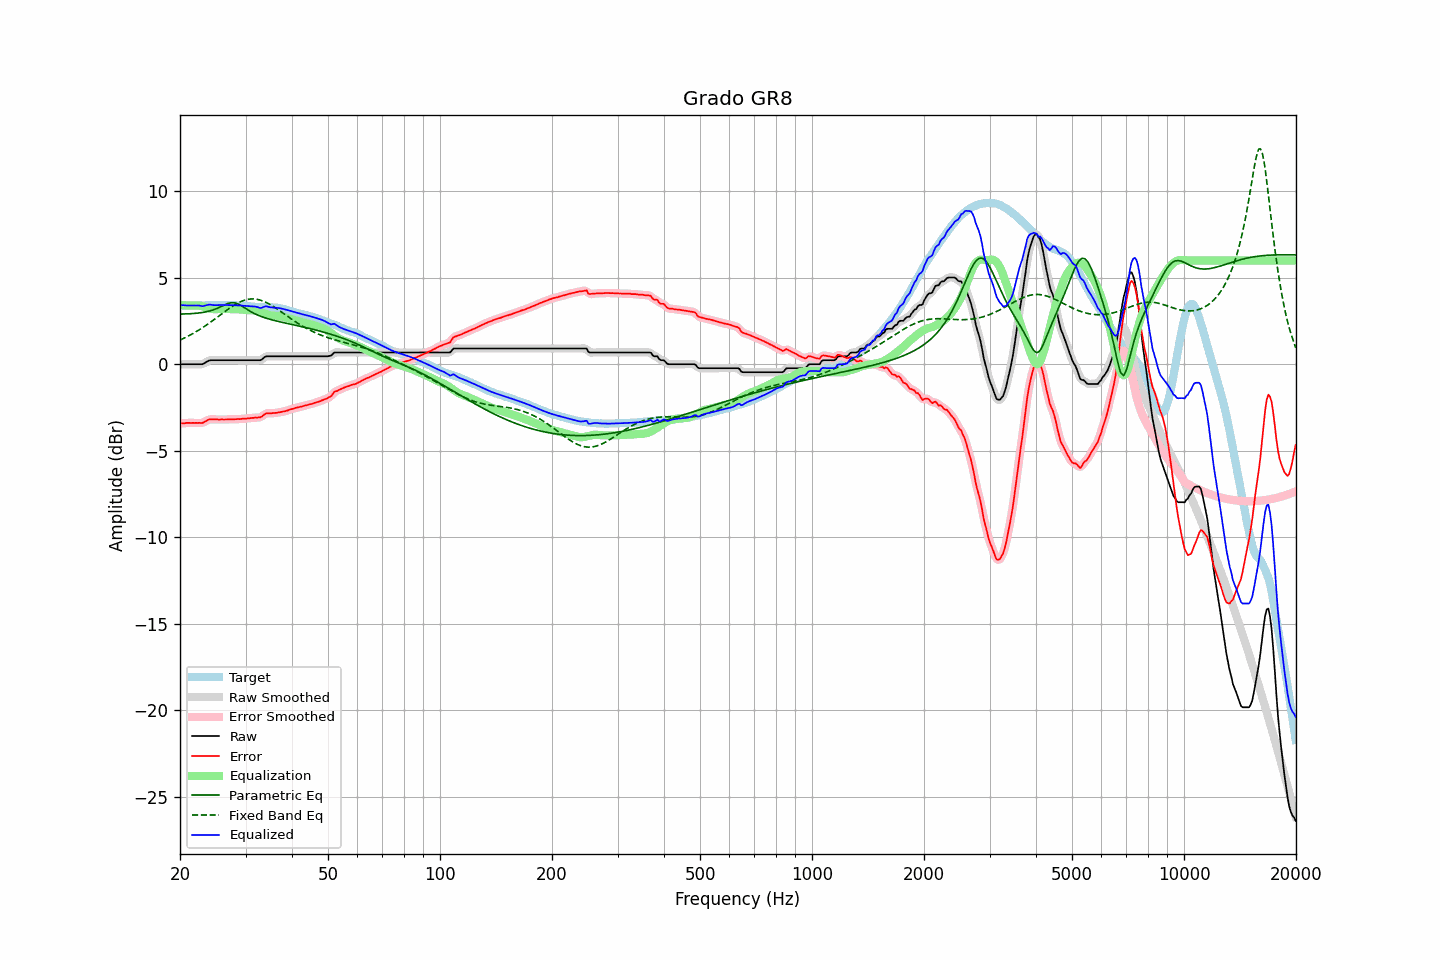 Grado GR8
Amplitude (dBr)
10
5
0
−5
−10
−15
−20
−25
Target
Raw Smoothed
Error Smoothed
Raw
Error
Equalization
Parametric Eq
Fixed Band Eq
Equalized
20 50 100 200 500 1000 2000 5000 10000 20000
Frequency (Hz)